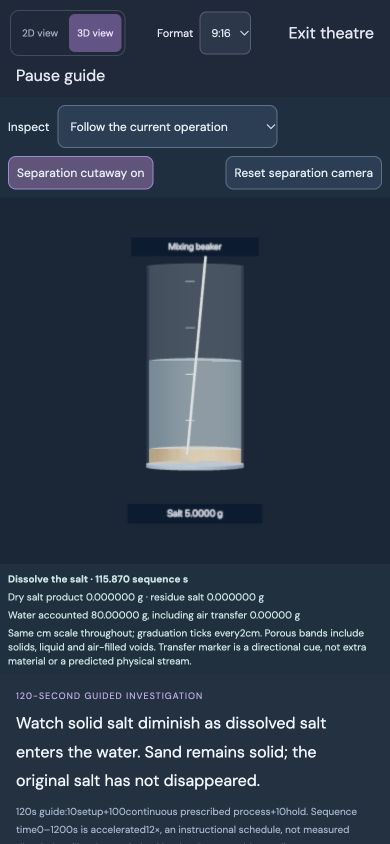 2D view
3D view
Format
9:16
Exit theatre
Pause guide
Inspect
Follow the current operation
Separation cutaway on
Reset separation camera
Mixing beaker
Salt 5.0000 g
Dissolve the salt · 115.870 sequence s
Dry salt product 0.000000 g · residue salt 0.000000 g
Water accounted 80.00000 g, including air transfer 0.00000 g
Same cm scale throughout; graduation ticks every2cm. Porous bands include
solids, liquid and air-filled voids. Transfer marker is a directional cue, not extra
material or a predicted physical stream.
120-SECOND GUIDED INVESTIGATION
Watch solid salt diminish as dissolved salt
enters the water. Sand remains solid; the
original salt has not disappeared.
120s guide:10setup+100continuous prescribed process+10hold. Sequence
time0–1200s is accelerated12×, an instructional schedule, not measured